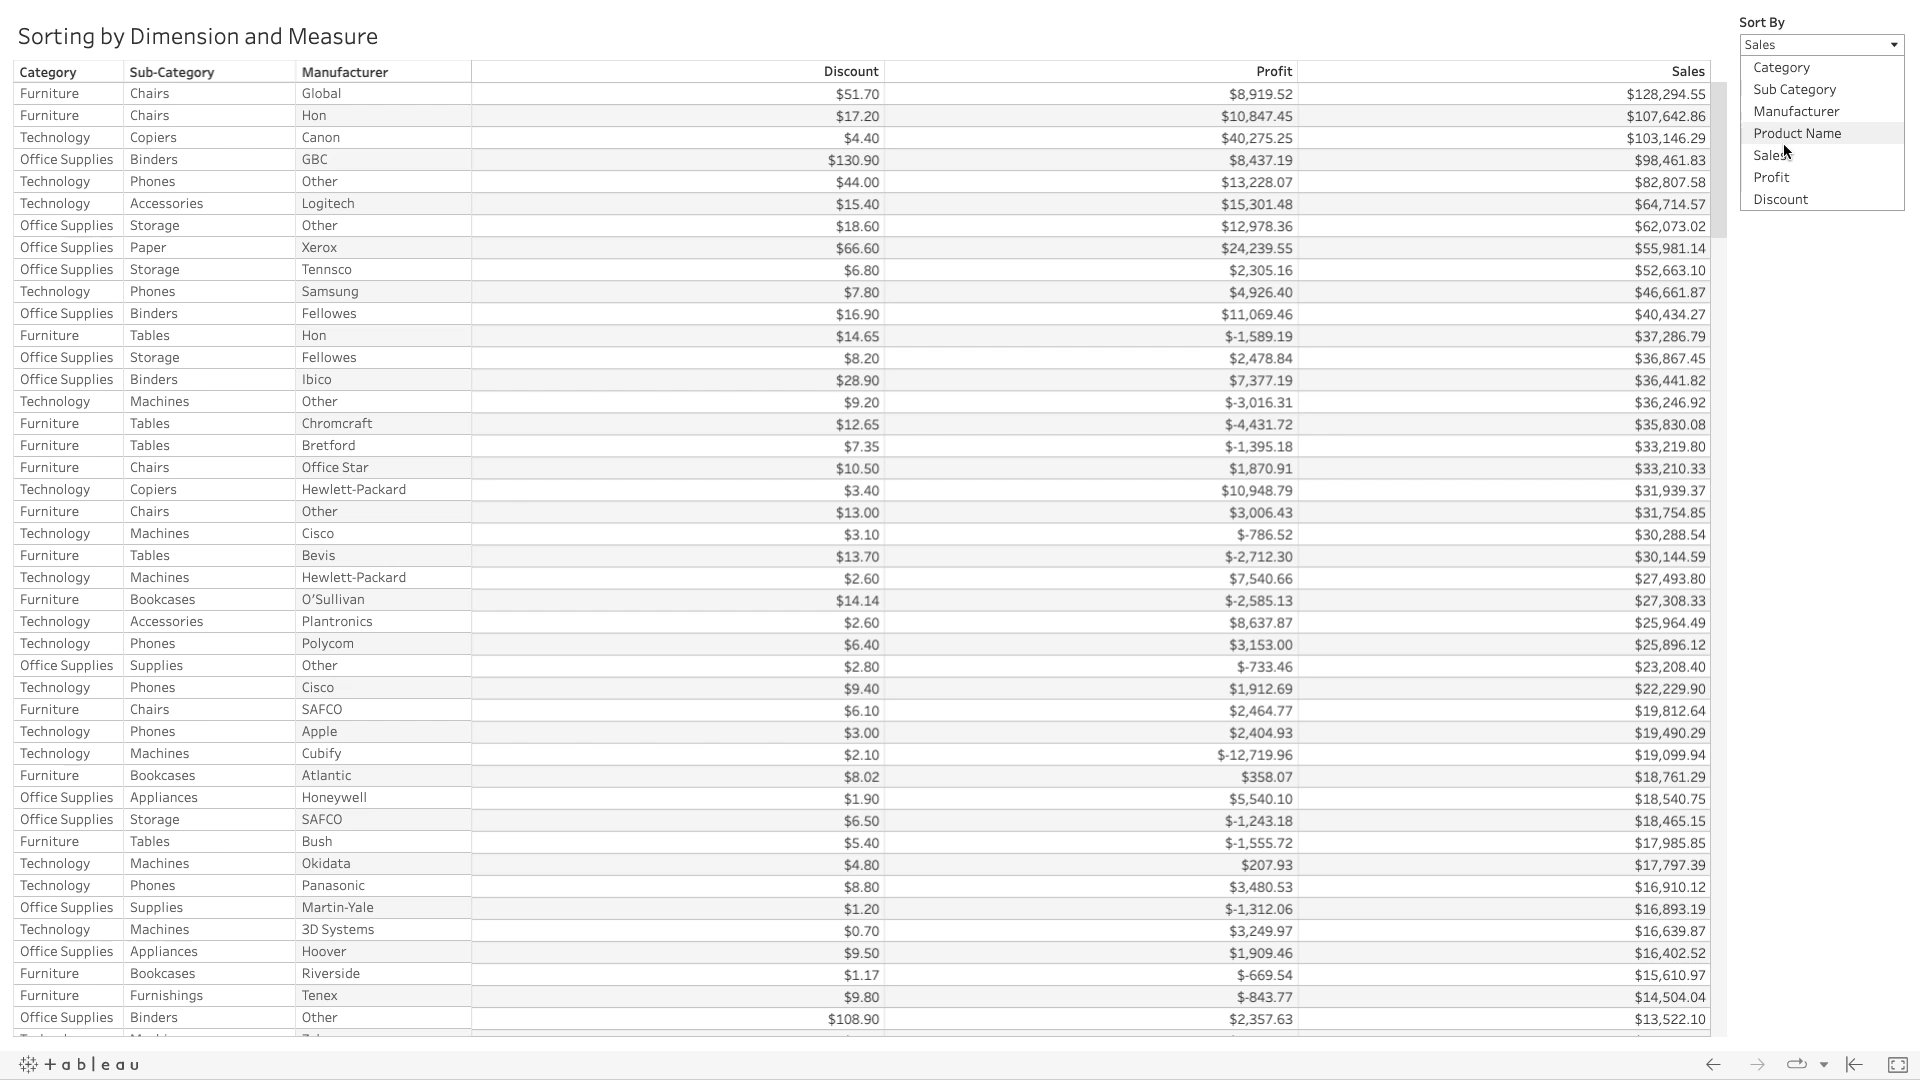 Sorting by Dimension and Measure
Category Sub-Category Manufacturer Discount Profit Sales
Furniture Chairs Global $51.70 $8,919.52 $128,294.55
Furniture Chairs Hon $17.20 $10,847.45 $107,642.86
Technology Copiers Canon $4.40 $40,275.25 $103,146.29
Office Supplies Binders GBC $130.90 $8,437.19 $98,461.83
Technology Phones Other $44.00 $13,228.07 $82,807.58
Technology Accessories Logitech $15.40 $15,301.48 $64,714.57
Office Supplies Storage Other $18.60 $12,978.36 $62,073.02
Office Supplies Paper Xerox $66.60 $24,239.55 $55,981.14
Office Supplies Storage Tennsco $6.80 $2,305.16 $52,663.10
Technology Phones Samsung $7.80 $4,926.40 $46,661.87
Office Supplies Binders Fellowes $16.90 $11,069.46 $40,434.27
Furniture Tables Hon $14.65 $-1,589.19 $37,286.79
Office Supplies Storage Fellowes $8.20 $2,478.84 $36,867.45
Office Supplies Binders Ibico $28.90 $7,377.19 $36,441.82
Technology Machines Other $9.20 $-3,016.31 $36,246.92
Furniture Tables Chromcraft $12.65 $-4,431.72 $35,830.08
Furniture Tables Bretford $7.35 $-1,395.18 $33,219.80
Furniture Chairs Office Star $10.50 $1,870.91 $33,210.33
Technology Copiers Hewlett-Packard $3.40 $10,948.79 $31,939.37
Furniture Chairs Other $13.00 $3,006.43 $31,754.85
Technology Machines Cisco $3.10 $-786.52 $30,288.54
Furniture Tables Bevis $13.70 $-2,712.30 $30,144.59
Technology Machines Hewlett-Packard $2.60 $7,540.66 $27,493.80
Furniture Bookcases O'Sullivan $14.14 $-2,585.13 $27,308.33
Technology Accessories Plantronics $2.60 $8,637.87 $25,964.49
Technology Phones Polycom $6.40 $3,153.00 $25,896.12
Office Supplies Supplies Other $2.80 $-733.46 $23,208.40
Technology Phones Cisco $9.40 $1,912.69 $22,229.90
Furniture Chairs SAFCO $6.10 $2,464.77 $19,812.64
Technology Phones Apple $3.00 $2,404.93 $19,490.29
Technology Machines Cubify $2.10 $-12,719.96 $19,099.94
Furniture Bookcases Atlantic $8.02 $358.07 $18,761.29
Office Supplies Appliances Honeywell $1.90 $5,540.10 $18,540.75
Office Supplies Storage SAFCO $6.50 $-1,243.18 $18,465.15
Furniture Tables Bush $5.40 $-1,555.72 $17,985.85
Technology Machines Okidata $4.80 $207.93 $17,797.39
Technology Phones Panasonic $8.80 $3,480.53 $16,910.12
Office Supplies Supplies Martin-Yale $1.20 $-1,312.06 $16,893.19
Technology Machines 3D Systems $0.70 $3,249.97 $16,639.87
Office Supplies Appliances Hoover $9.50 $1,909.46 $16,402.52
Furniture Bookcases Riverside $1.17 $-669.54 $15,610.97
Furniture Furnishings Tenex $9.80 $-843.77 $14,504.04
Office Supplies Binders Other $108.90 $2,357.63 $13,522.10
Sort By
Sales
Category
Sub Category
Manufacturer
Product Name
Sales
Profit
Discount
+ a b | e a u